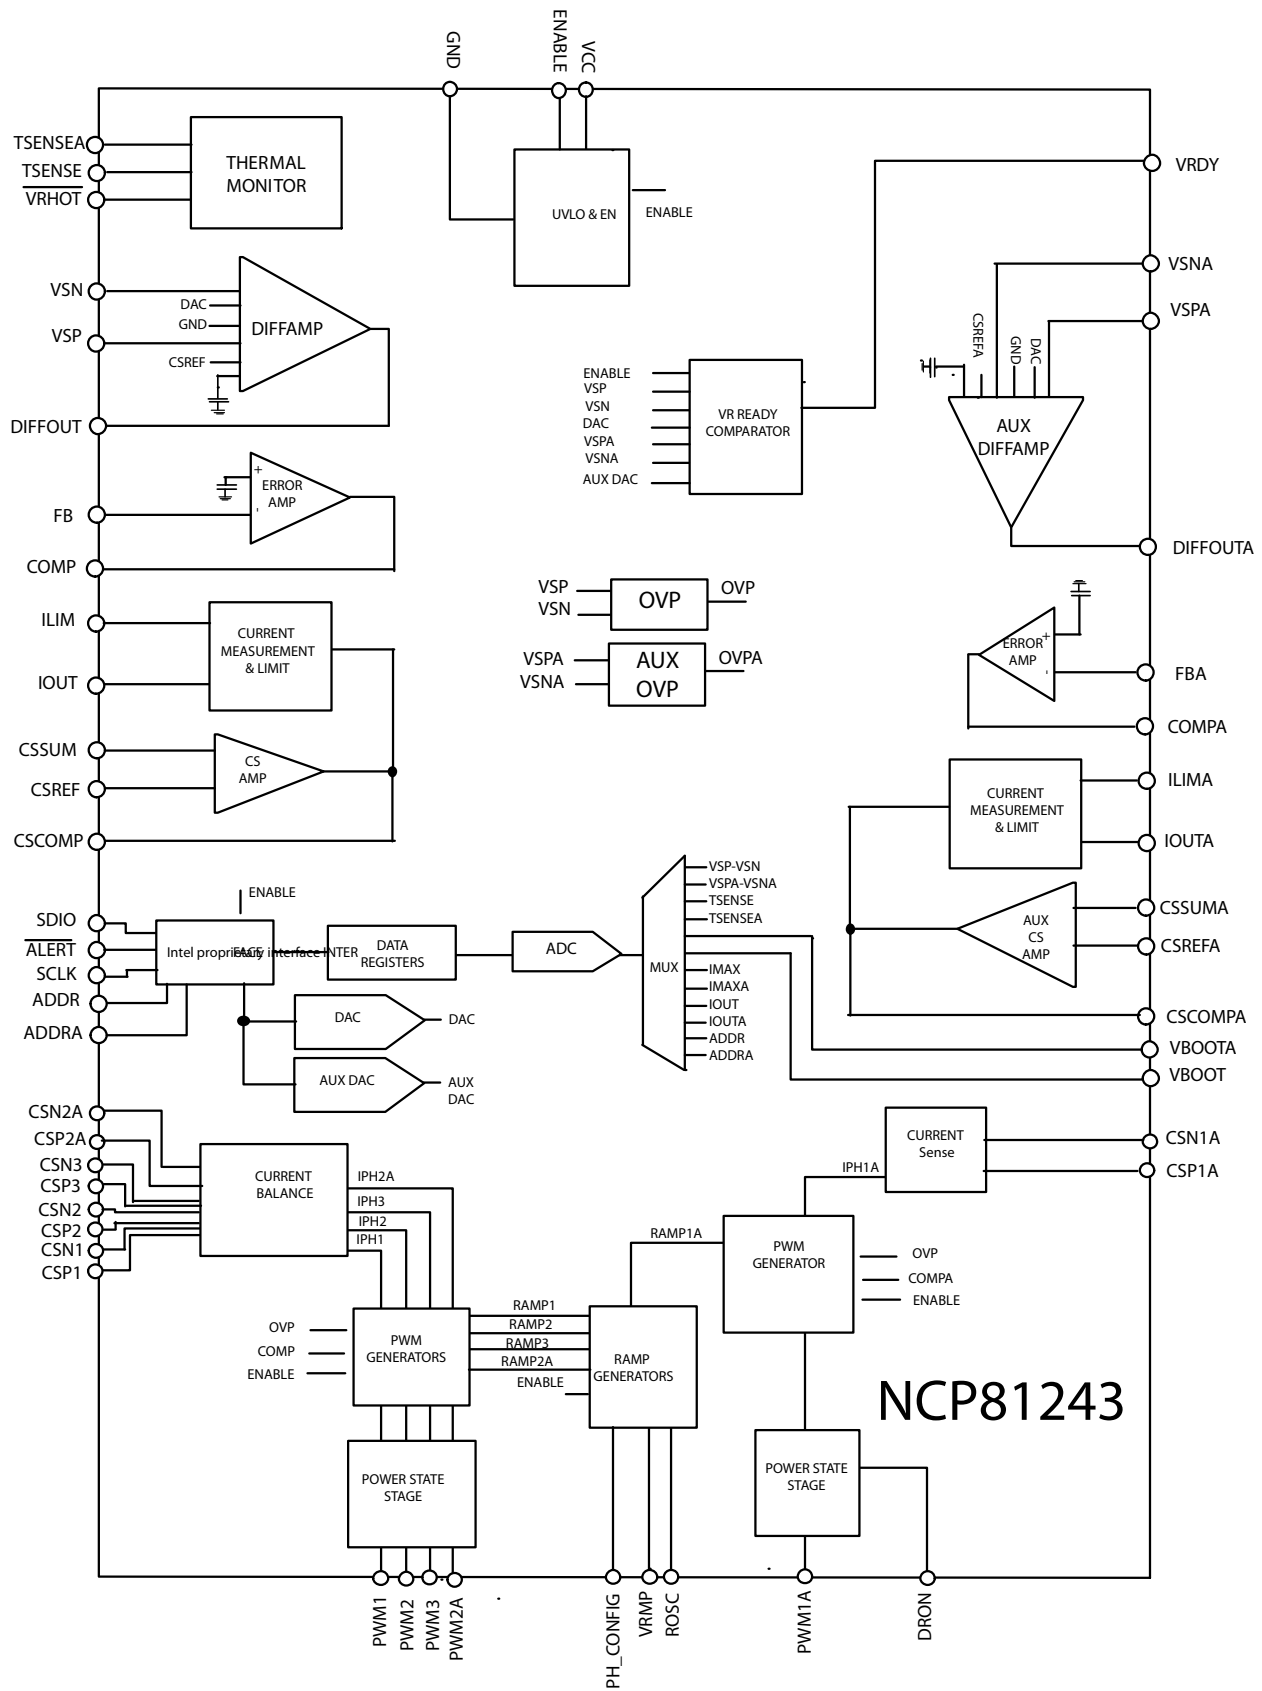 GND
ENABLE
VCC
TSENSEA
TSENSE
VRHOT
THERMAL
MONITOR
UVLO & EN
ENABLE
VRDY
VSN
DAC
GND
VSP
CSREF
DIFFAMP
DIFFOUT
VSNA
VSPA
CSREFA
GND
DAC
AUX
DIFFAMP
DIFFOUTA
ENABLE
VSP
VSN
DAC
VSPA
VSNA
AUX DAC
VR READY
COMPARATOR
+
ERROR
AMP
-
FB
COMP
VSP
VSN
OVP
OVP
VSPA
VSNA
AUX
OVP
OVPA
ERROR
AMP
+
-
FBA
COMPA
ILIM
IOUT
CURRENT
MEASUREMENT
& LIMIT
CSSUM
CSREF
CS
AMP
CSCOMP
ILIMA
IOUTA
CURRENT
MEASUREMENT
& LIMIT
CSSUMA
CSREFA
AUX
CS
AMP
CSCOMPA
VBOOTA
VBOOT
ENABLE
SDIO
ALERT
SCLK
ADDR
ADDRA
Intel proprietary interface INTERFACE
DATA
REGISTERS
ADC
MUX
VSP-VSN
VSPA-VSNA
TSENSE
TSENSEA
IMAX
IMAXA
IOUT
IOUTA
ADDR
ADDRA
DAC
DAC
AUX DAC
AUX
DAC
CSN2A
CSP2A
CSN3
CSP3
CSN2
CSP2
CSN1
CSP1
CURRENT
BALANCE
IPH2A
IPH3
IPH2
IPH1
CURRENT
Sense
CSN1A
CSP1A
IPH1A
RAMP1A
PWM
GENERATOR
OVP
COMPA
ENABLE
OVP
COMP
ENABLE
PWM
GENERATORS
RAMP1
RAMP2
RAMP3
RAMP2A
ENABLE
RAMP
GENERATORS
NCP81243
POWER STATE
STAGE
POWER STATE
STAGE
PWM1
PWM2
PWM3
PWM2A
PH_CONFIG
VRMP
ROSC
PWM1A
DRON